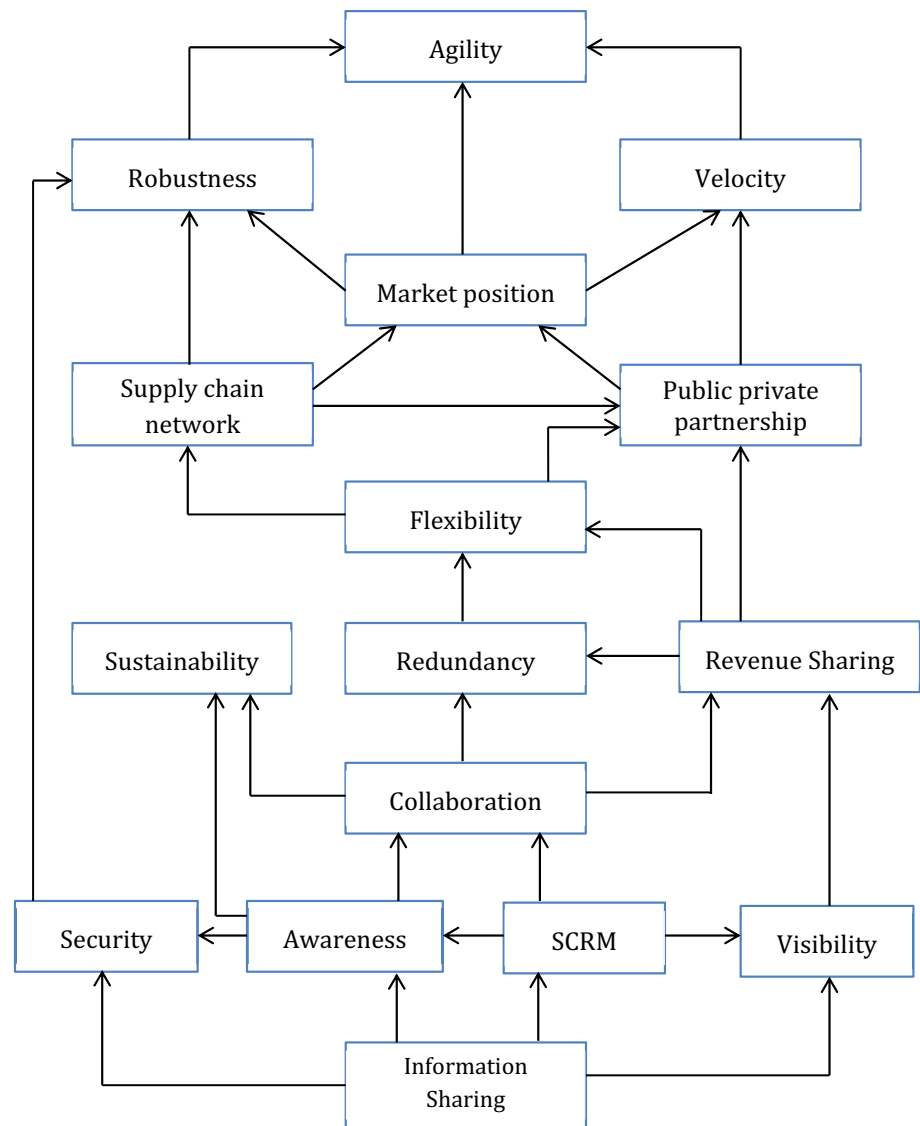 Agility
Robustness
Velocity
Market position
Supply chain
network
Public private
partnership
Flexibility
Sustainability
Redundancy
Revenue Sharing
Collaboration
Security
Awareness
SCRM
Visibility
Information
Sharing